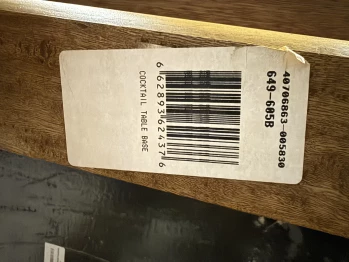 40706863-005830
649-605B
6 62893 62437 6
COCKTAIL TABLE BASE